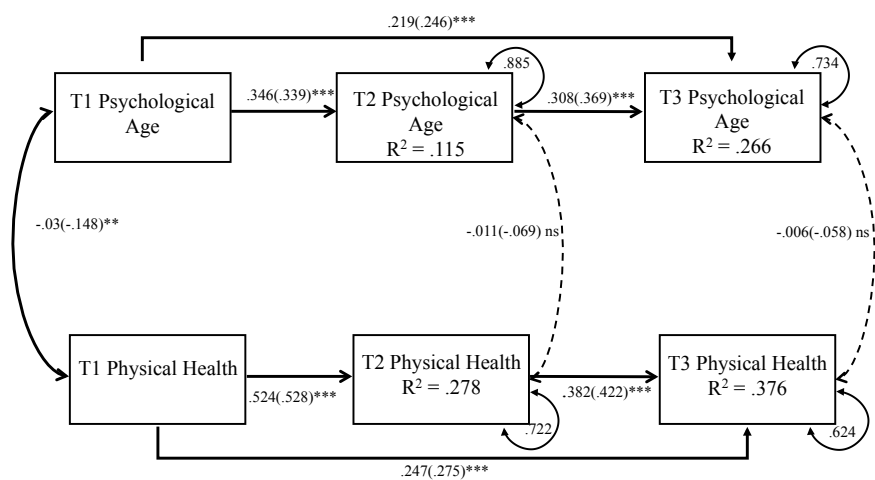 .219(.246)***
.885
.734
T1 Psychological
Age
.346(.339)***
T2 Psychological
Age
R² = .115
.308(.369)***
T3 Psychological
Age
R² = .266
-.03(-.148)**
-.011(-.069) ns
-.006(-.058) ns
T1 Physical Health
.524(.528)***
T2 Physical Health
R² = .278
.382(.422)***
T3 Physical Health
R² = .376
.722
.624
.247(.275)***